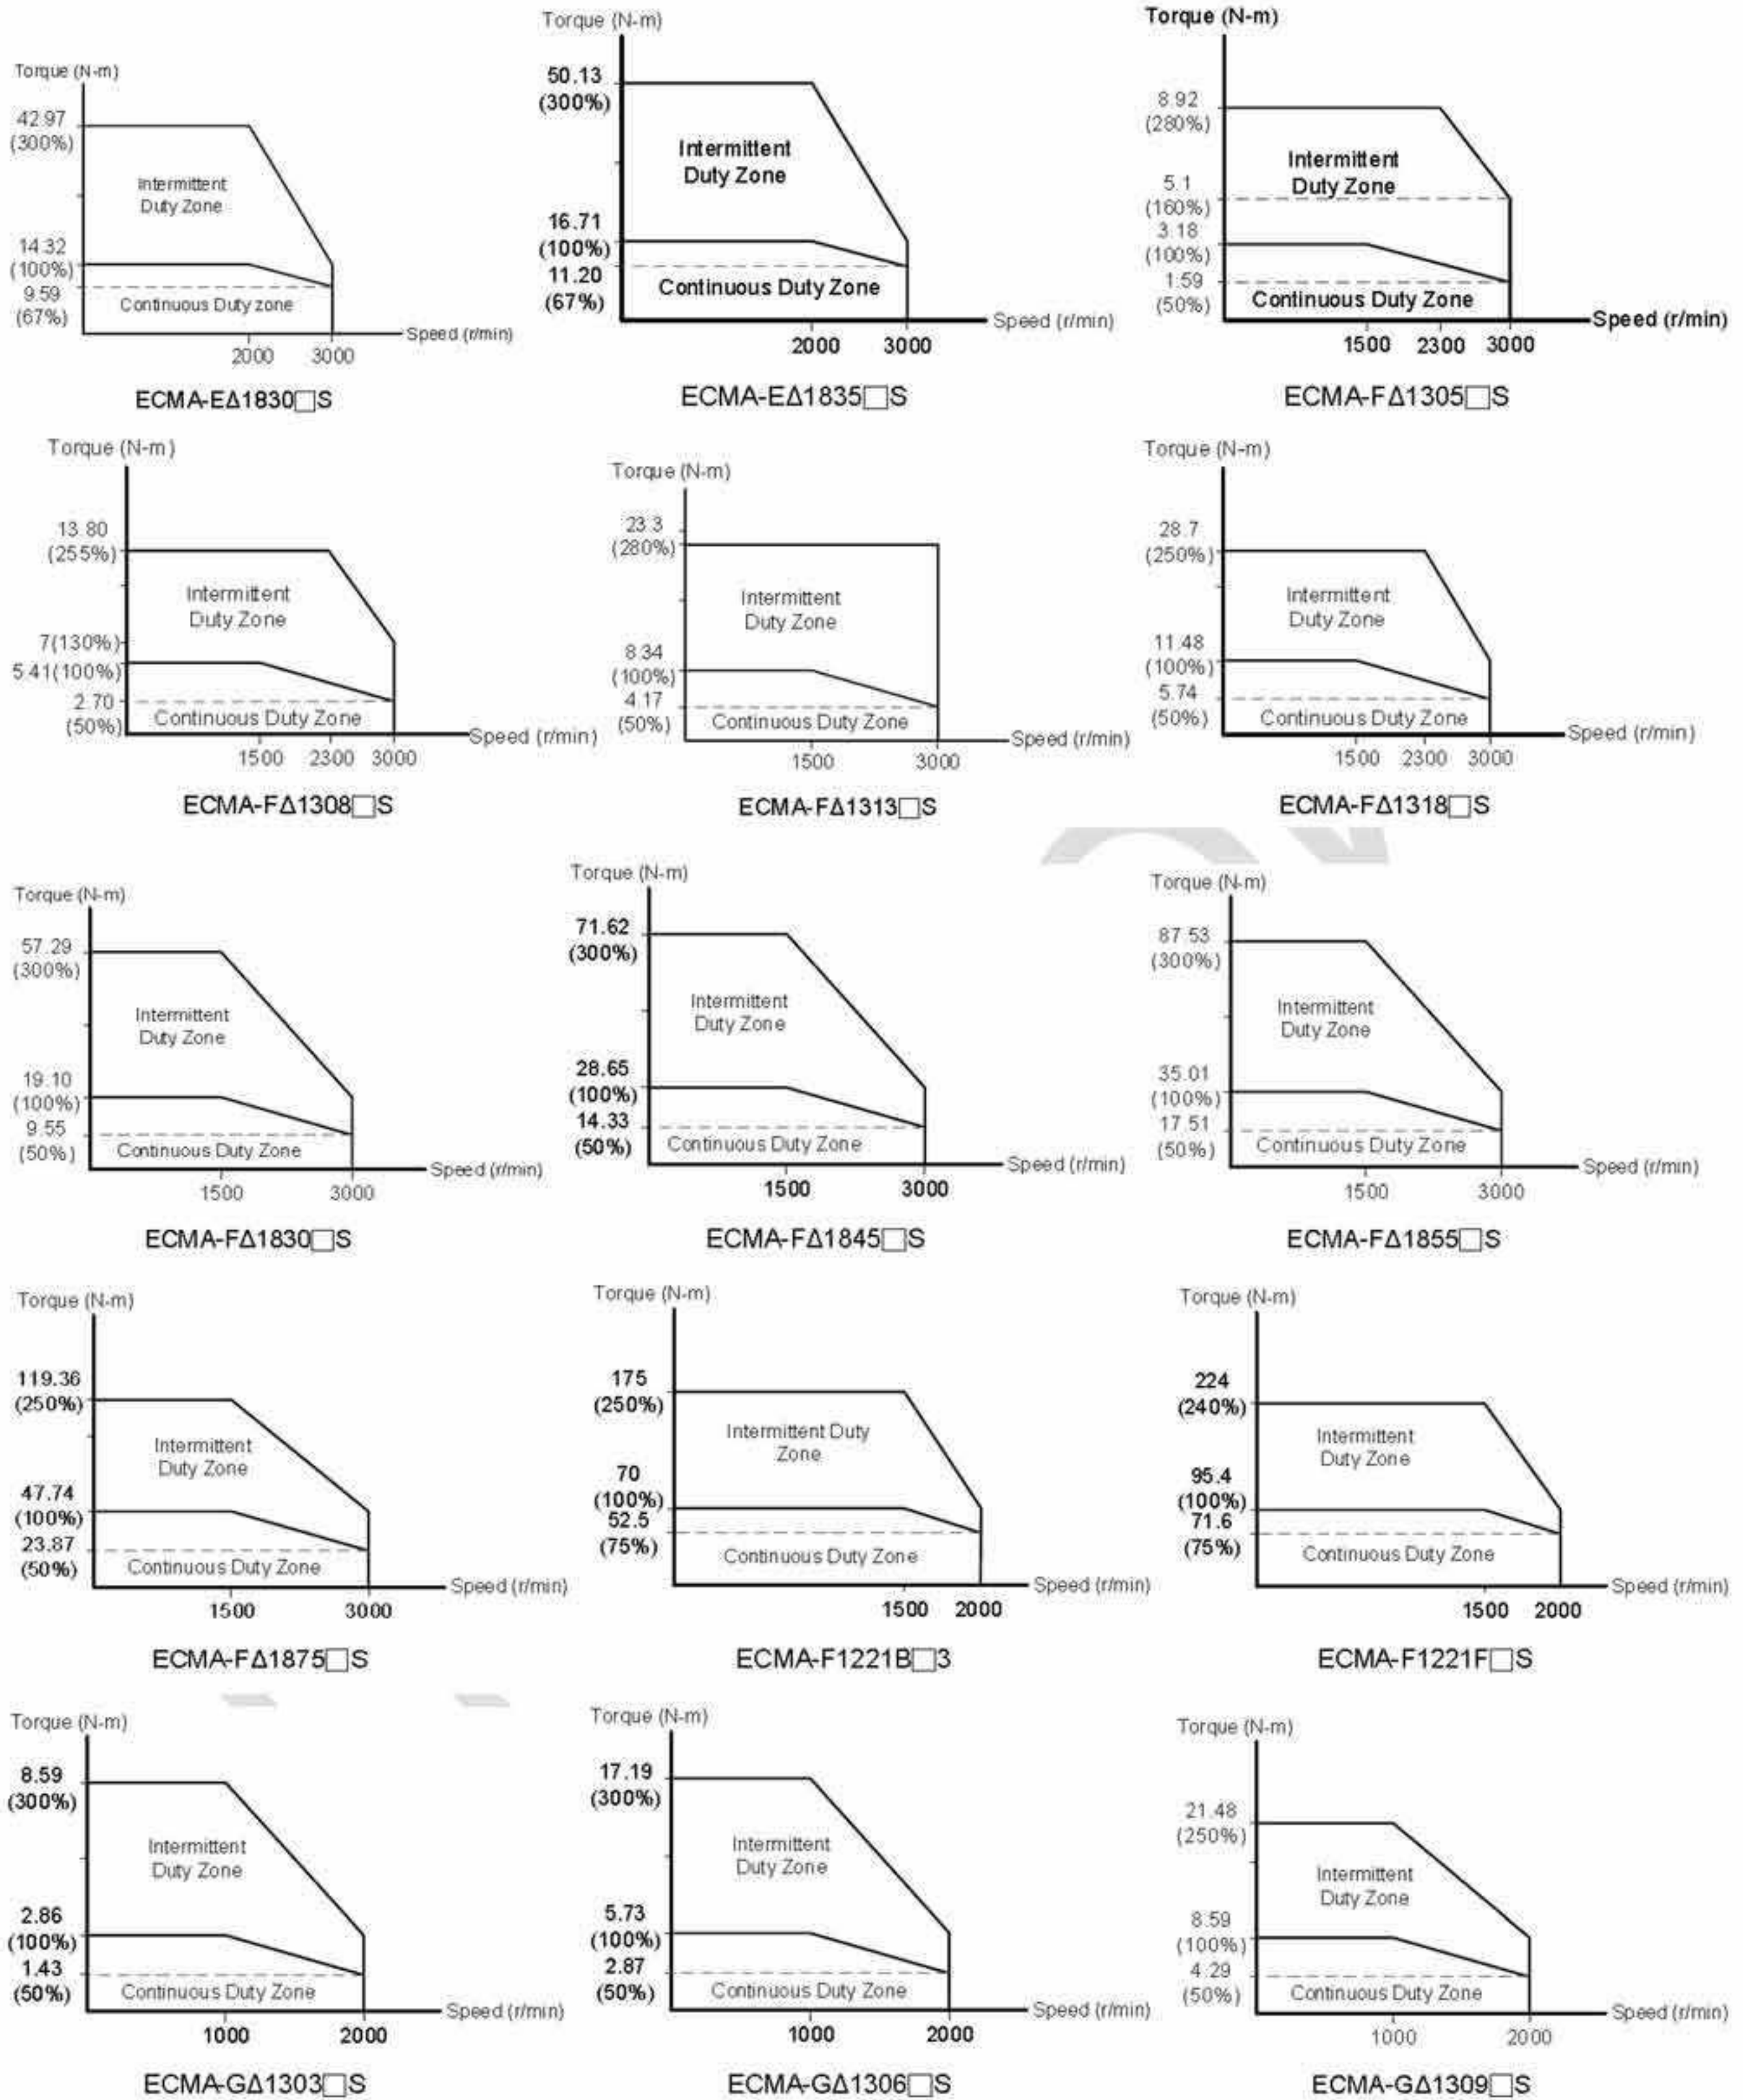 Torque (N-m)
42.97
(300%)
Intermittent
Duty Zone
14.32
(100%)
9.59
(67%)
Continuous Duty zone
Speed (r/min)
2000 3000
ECMA-EΔ1830□S
Torque (N-m)
50.13
(300%)
Intermittent
Duty Zone
16.71
(100%)
11.20
(67%)
Continuous Duty Zone
Speed (r/min)
2000 3000
ECMA-EΔ1835□S
Torque (N-m)
8.92
(280%)
Intermittent
Duty Zone
5.1
(160%)
3.18
(100%)
1.59
(50%)
Continuous Duty Zone
Speed (r/min)
1500 2300 3000
ECMA-FΔ1305□S
Torque (N-m)
13.80
(255%)
Intermittent
Duty Zone
7(130%)
5.41(100%)
2.70
(50%)
Continuous Duty Zone
Speed (r/min)
1500 2300 3000
ECMA-FΔ1308□S
Torque (N-m)
23.3
(280%)
Intermittent
Duty Zone
8.34
(100%)
4.17
(50%)
Continuous Duty Zone
Speed (r/min)
1500 3000
ECMA-FΔ1313□S
Torque (N-m)
28.7
(250%)
Intermittent
Duty Zone
11.48
(100%)
5.74
(50%)
Continuous Duty Zone
Speed (r/min)
1500 2300 3000
ECMA-FΔ1318□S
Torque (N-m)
57.29
(300%)
Intermittent
Duty Zone
19.10
(100%)
9.55
(50%)
Continuous Duty Zone
Speed (r/min)
1500 3000
ECMA-FΔ1830□S
Torque (N-m)
71.62
(300%)
Intermittent
Duty Zone
28.65
(100%)
14.33
(50%)
Continuous Duty Zone
Speed (r/min)
1500 3000
ECMA-FΔ1845□S
Torque (N-m)
87.53
(300%)
Intermittent
Duty Zone
35.01
(100%)
17.51
(50%)
Continuous Duty Zone
Speed (r/min)
1500 3000
ECMA-FΔ1855□S
Torque (N-m)
119.36
(250%)
Intermittent
Duty Zone
47.74
(100%)
23.87
(50%)
Continuous Duty Zone
Speed (r/min)
1500 3000
ECMA-FΔ1875□S
Torque (N-m)
175
(250%)
Intermittent Duty
Zone
70
(100%)
52.5
(75%)
Continuous Duty Zone
Speed (r/min)
1500 2000
ECMA-F1221B□3
Torque (N-m)
224
(240%)
Intermittent
Duty Zone
95.4
(100%)
71.6
(75%)
Continuous Duty Zone
Speed (r/min)
1500 2000
ECMA-F1221F□S
Torque (N-m)
8.59
(300%)
Intermittent
Duty Zone
2.86
(100%)
1.43
(50%)
Continuous Duty Zone
Speed (r/min)
1000 2000
ECMA-GΔ1303□S
Torque (N-m)
17.19
(300%)
Intermittent
Duty Zone
5.73
(100%)
2.87
(50%)
Continuous Duty Zone
Speed (r/min)
1000 2000
ECMA-GΔ1306□S
Torque (N-m)
21.48
(250%)
Intermittent
Duty Zone
8.59
(100%)
4.29
(50%)
Continuous Duty Zone
Speed (r/min)
1000 2000
ECMA-GΔ1309□S